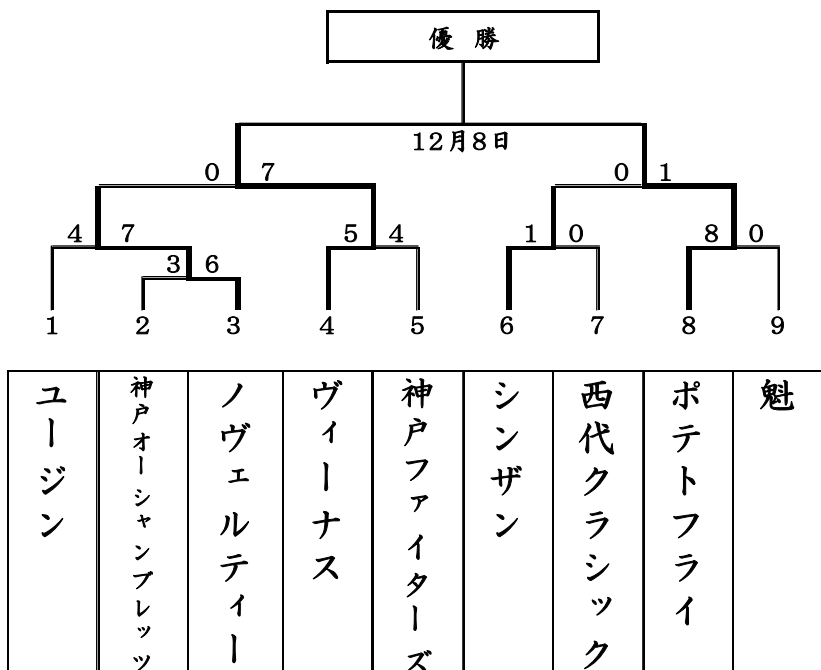 優 勝
12月8日
0 7
0 1
4 7
5 4
1 0
8 0
3 6
1 2 3 4 5 6 7 8 9
ユージン
神戸オーシャンブレッツ
ノヴェルティー
ヴィーナス
神戸ファイターズ
シンザン
西代クラシック
ポテトフライ
魁